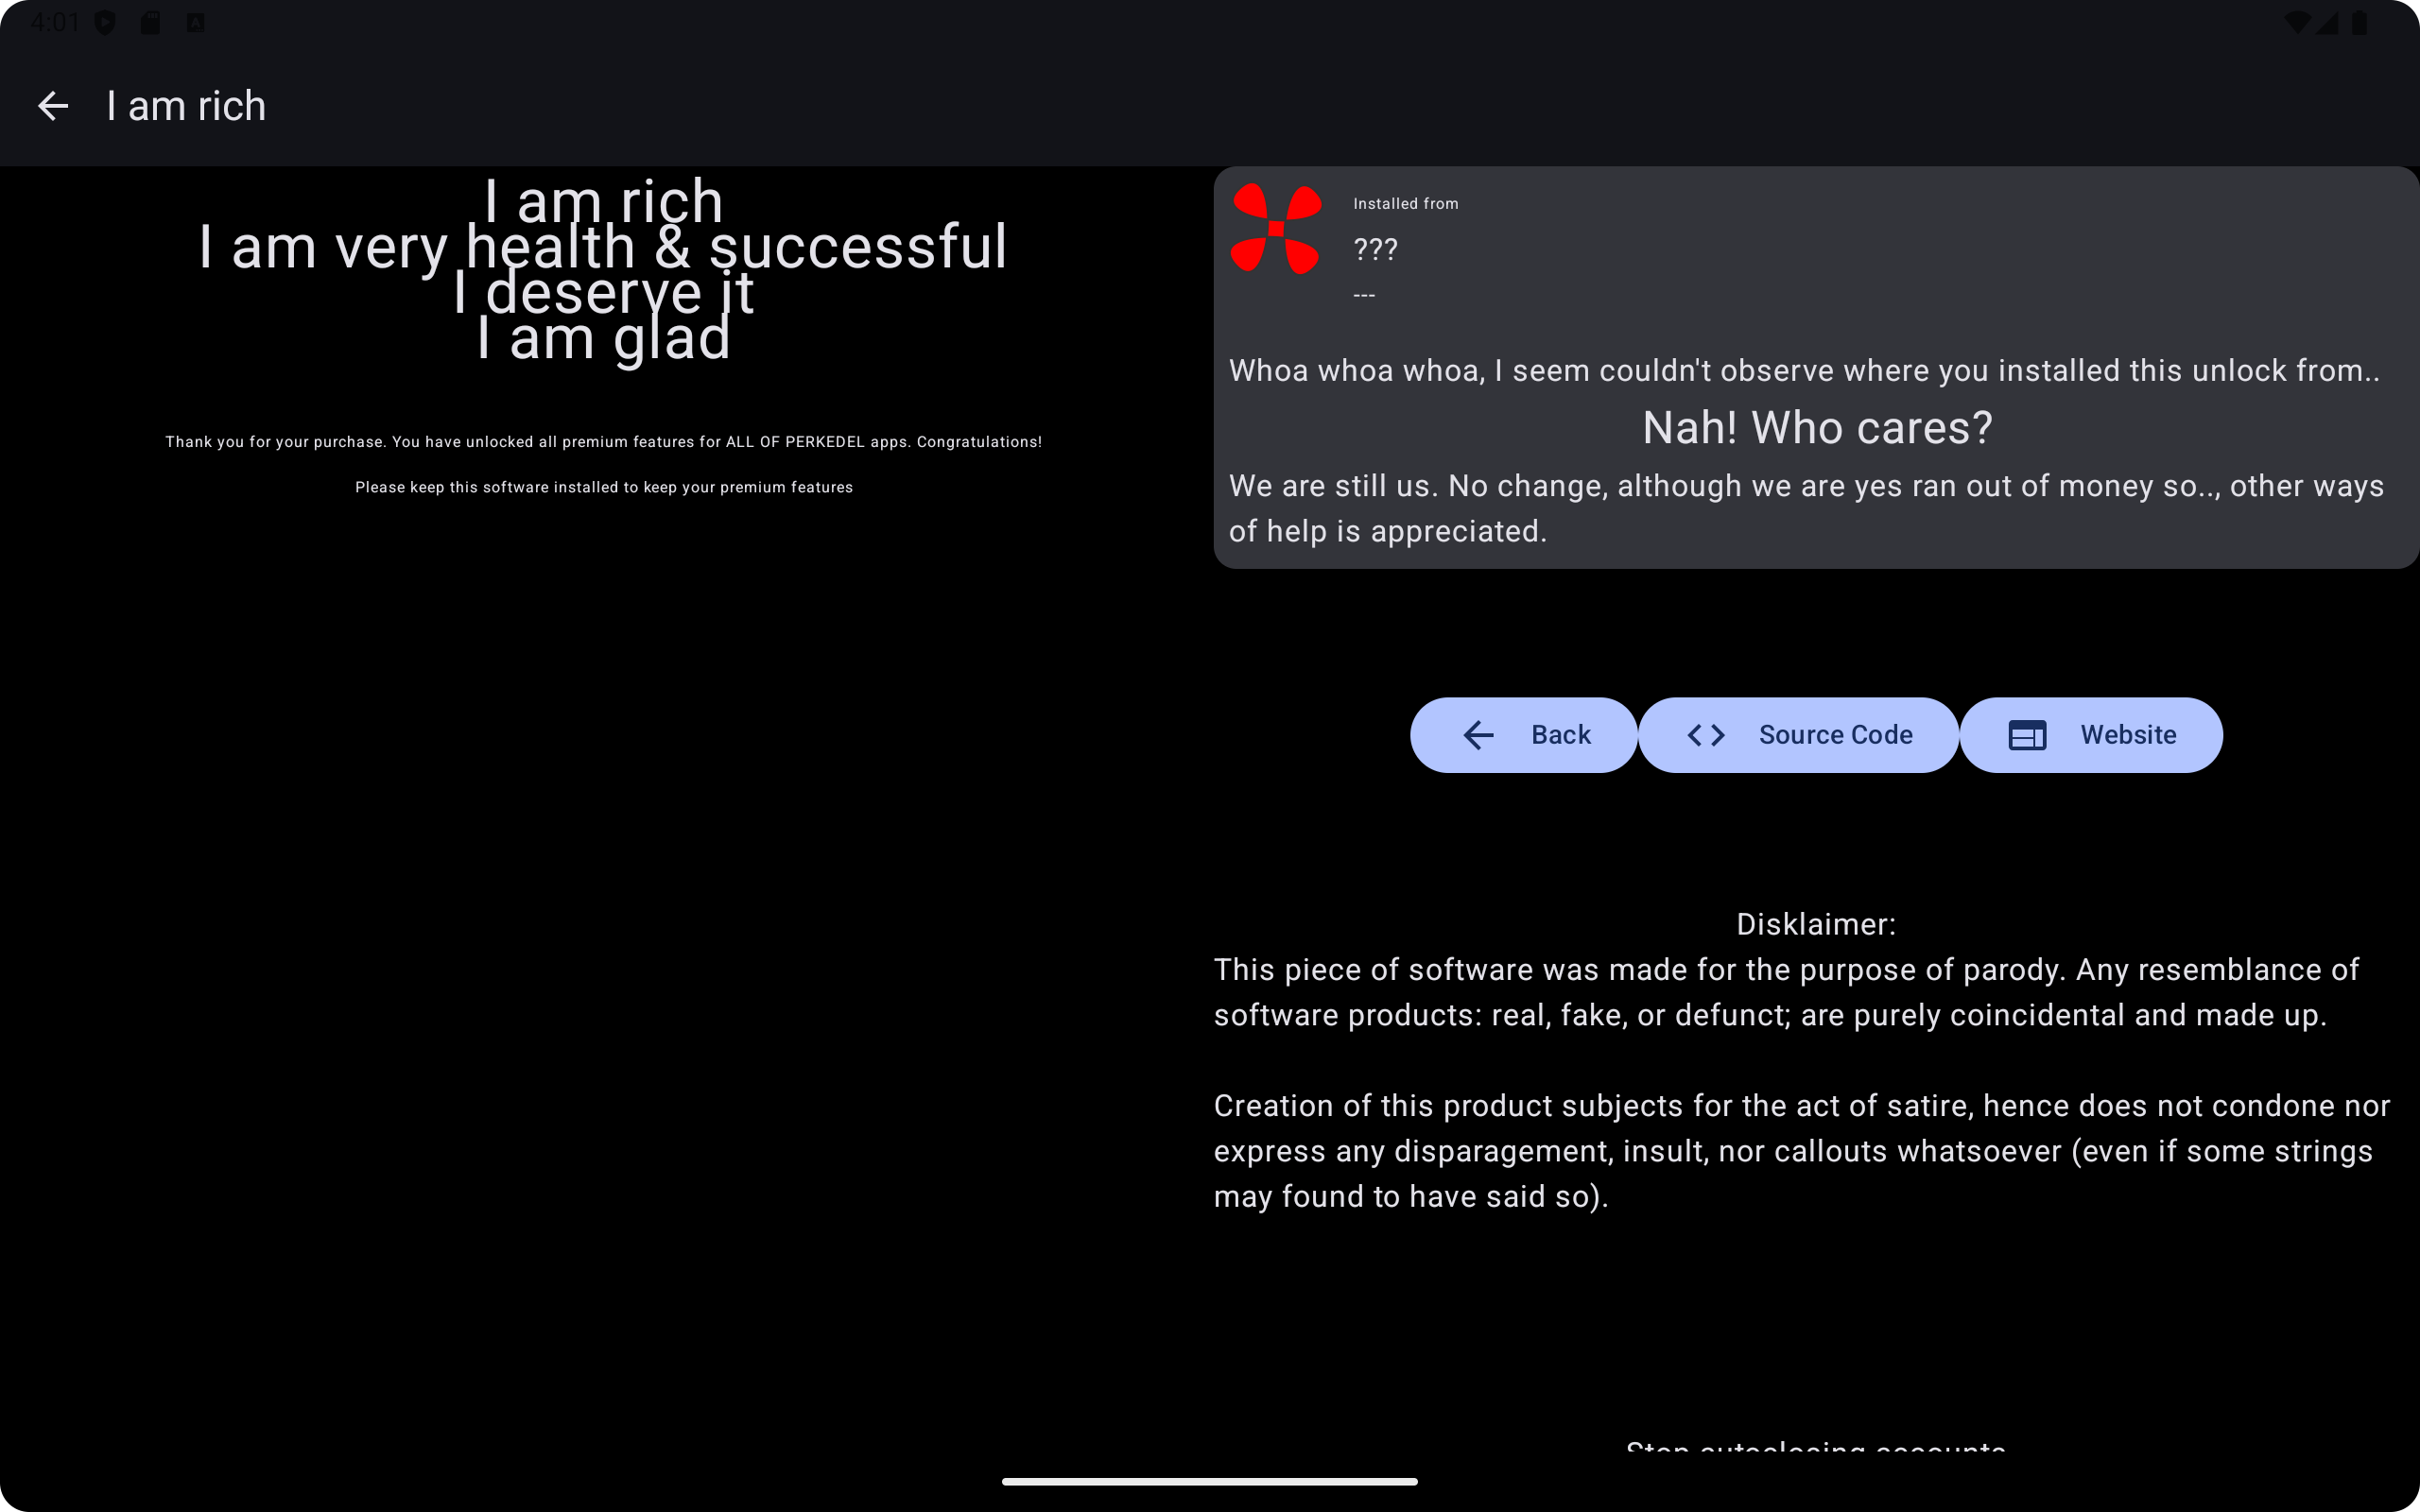 4:01
I am rich
I am rich
I am very health & successful
I deserve it
I am glad
Thank you for your purchase. You have unlocked all premium features for ALL OF PERKEDEL apps. Congratulations!
Please keep this software installed to keep your premium features
Installed from
???
---
Whoa whoa whoa, I seem couldn't observe where you installed this unlock from..
Nah! Who cares?
We are still us. No change, although we are yes ran out of money so.., other ways
of help is appreciated.
Back
Source Code
Website
Disklaimer:
This piece of software was made for the purpose of parody. Any resemblance of
software products: real, fake, or defunct; are purely coincidental and made up.
Creation of this product subjects for the act of satire, hence does not condone nor
express any disparagement, insult, nor callouts whatsoever (even if some strings
may found to have said so).
Stop autoclosing accounts